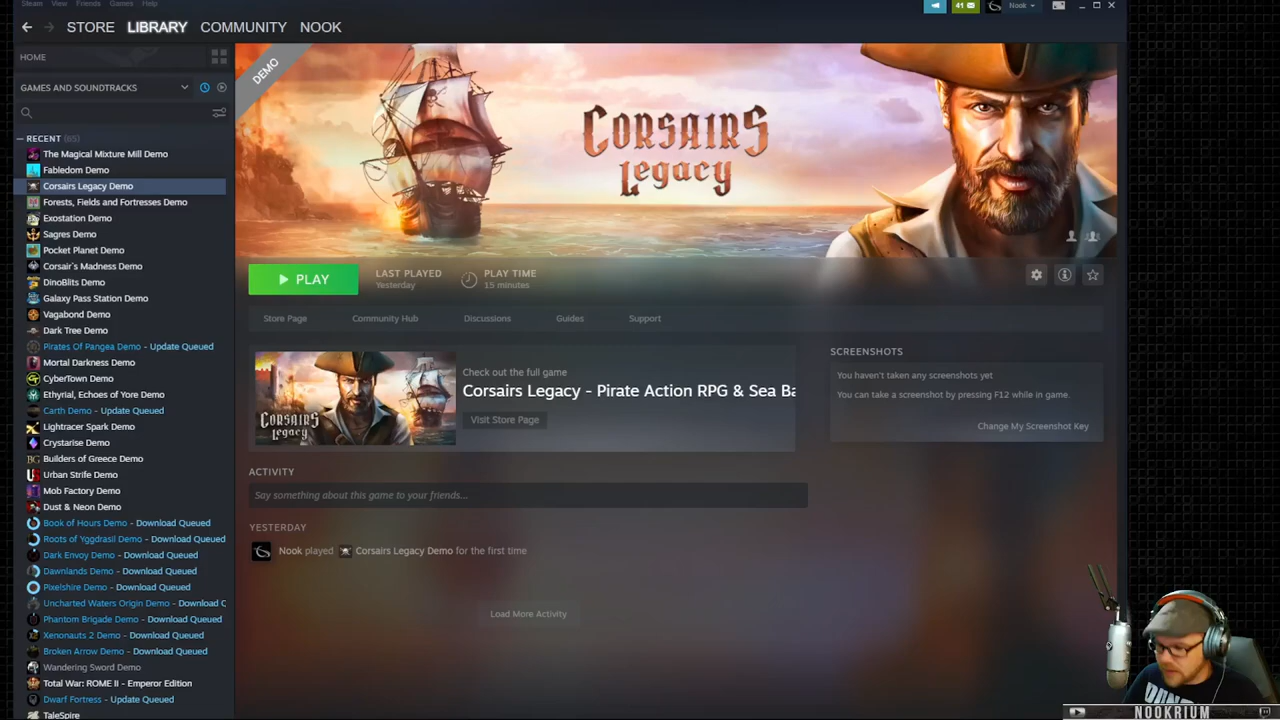 Steam View Friends Games Help
41
Nook
STORE LIBRARY COMMUNITY NOOK
HOME
GAMES AND SOUNDTRACKS
RECENT (65)
The Magical Mixture Mill Demo
Fabledom Demo
Corsairs Legacy Demo
Forests, Fields and Fortresses Demo
Exostation Demo
Sagres Demo
Pocket Planet Demo
Corsair's Madness Demo
DinoBlits Demo
Galaxy Pass Station Demo
Vagabond Demo
Dark Tree Demo
Pirates Of Pangea Demo - Update Queued
Mortal Darkness Demo
CyberTown Demo
Ethyrial, Echoes of Yore Demo
Carth Demo - Update Queued
Lightracer Spark Demo
Crystarise Demo
BG Builders of Greece Demo
Urban Strife Demo
Mob Factory Demo
Dust & Neon Demo
Book of Hours Demo - Download Queued
Roots of Yggdrasil Demo - Download Queued
Dark Envoy Demo - Download Queued
Dawnlands Demo - Download Queued
Pixelshire Demo - Download Queued
Uncharted Waters Origin Demo - Download Q
Phantom Brigade Demo - Download Queued
Xenonauts 2 Demo - Download Queued
Broken Arrow Demo - Download Queued
Wandering Sword Demo
Total War: ROME II - Emperor Edition
Dwarf Fortress - Update Queued
TaleSpire
DEMO
CORSAIRS
LEGACY
PLAY
LAST PLAYED
Yesterday
PLAY TIME
15 minutes
Store Page Community Hub Discussions Guides Support
CORSAIRS
LEGACY
Check out the full game
Corsairs Legacy - Pirate Action RPG & Sea Ba
Visit Store Page
SCREENSHOTS
You haven't taken any screenshots yet
You can take a screenshot by pressing F12 while in game.
Change My Screenshot Key
ACTIVITY
Say something about this game to your friends...
YESTERDAY
Nook played Corsairs Legacy Demo for the first time
Load More Activity
NOOKRIUM